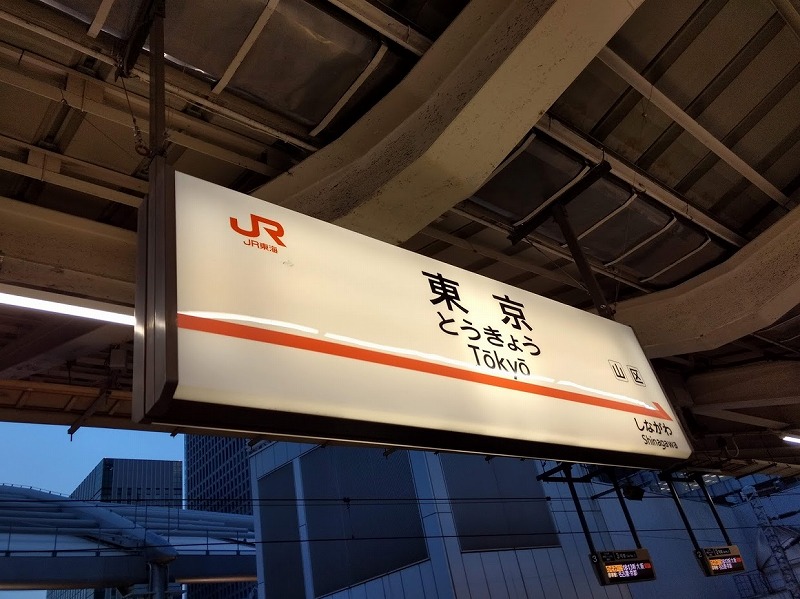 JR
JR東海
東京
とうきょう
Tōkyō
山 区
しながわ
Shinagawa